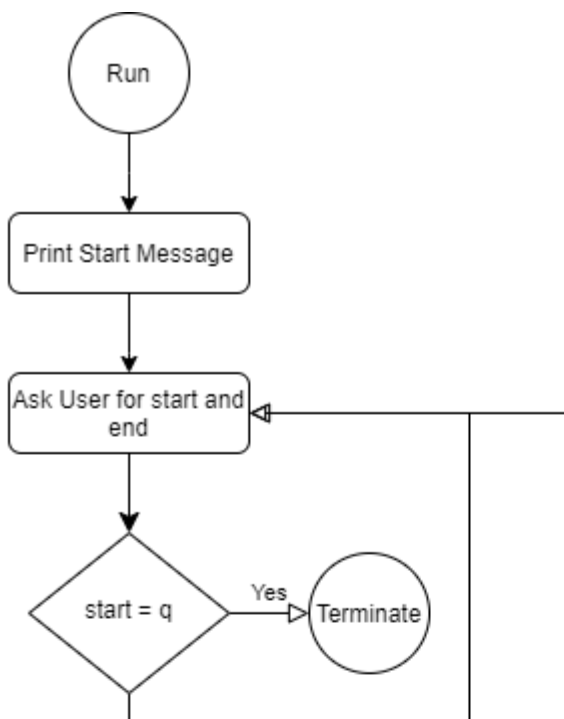 Run
Print Start Message
Ask User for start and
end
start = q
Yes
Terminate